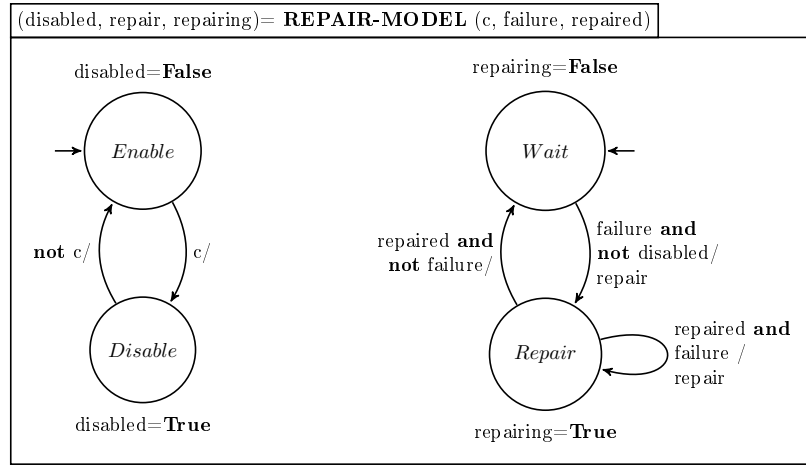 (disabled, repair, repairing)= REPAIR-MODEL (c, failure, repaired)
disabled=False
Enable
not c/
c/
Disable
disabled=True
repairing=False
Wait
repaired and
not failure/
failure and
not disabled/
repair
Repair
repaired and
failure /
repair
repairing=True